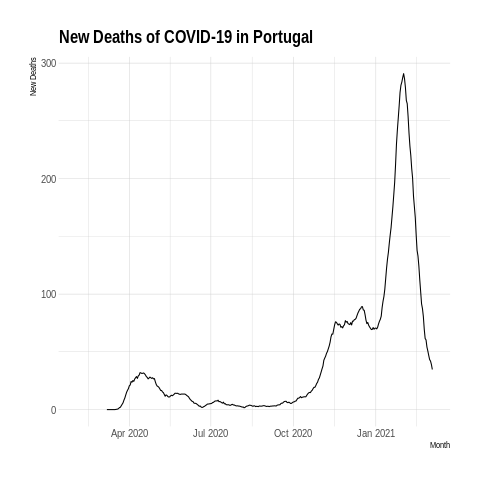 New Deaths of COVID-19 in Portugal
New Deaths
300
200
100
0
Apr 2020 Jul 2020 Oct 2020 Jan 2021
Month